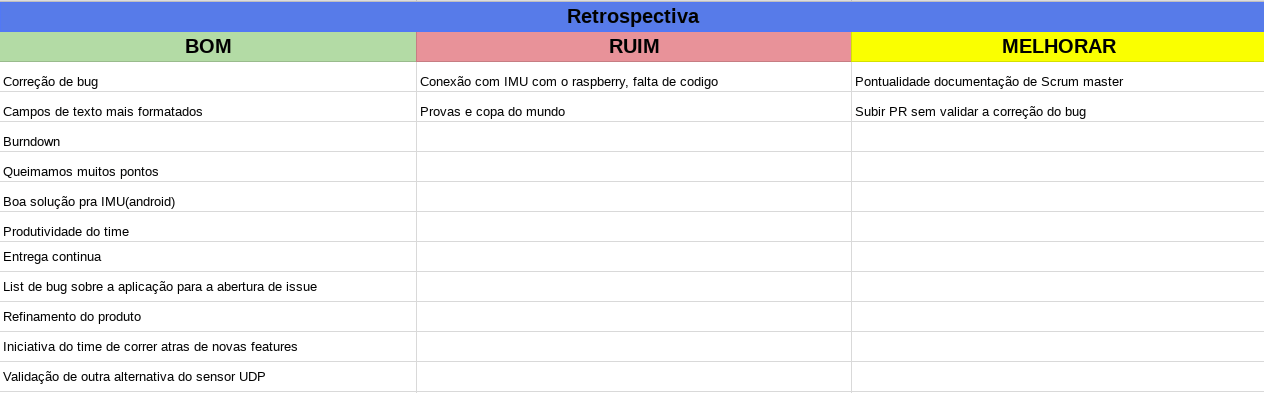 Retrospectiva
BOM RUIM MELHORAR
Correção de bug Conexão com IMU com o raspberry, falta de codigo Pontualidade documentação de Scrum master
Campos de texto mais formatados Provas e copa do mundo Subir PR sem validar a correção do bug
Burndown
Queimamos muitos pontos
Boa solução pra IMU(android)
Produtividade do time
Entrega continua
List de bug sobre a aplicação para a abertura de issue
Refinamento do produto
Iniciativa do time de correr atras de novas features
Validação de outra alternativa do sensor UDP